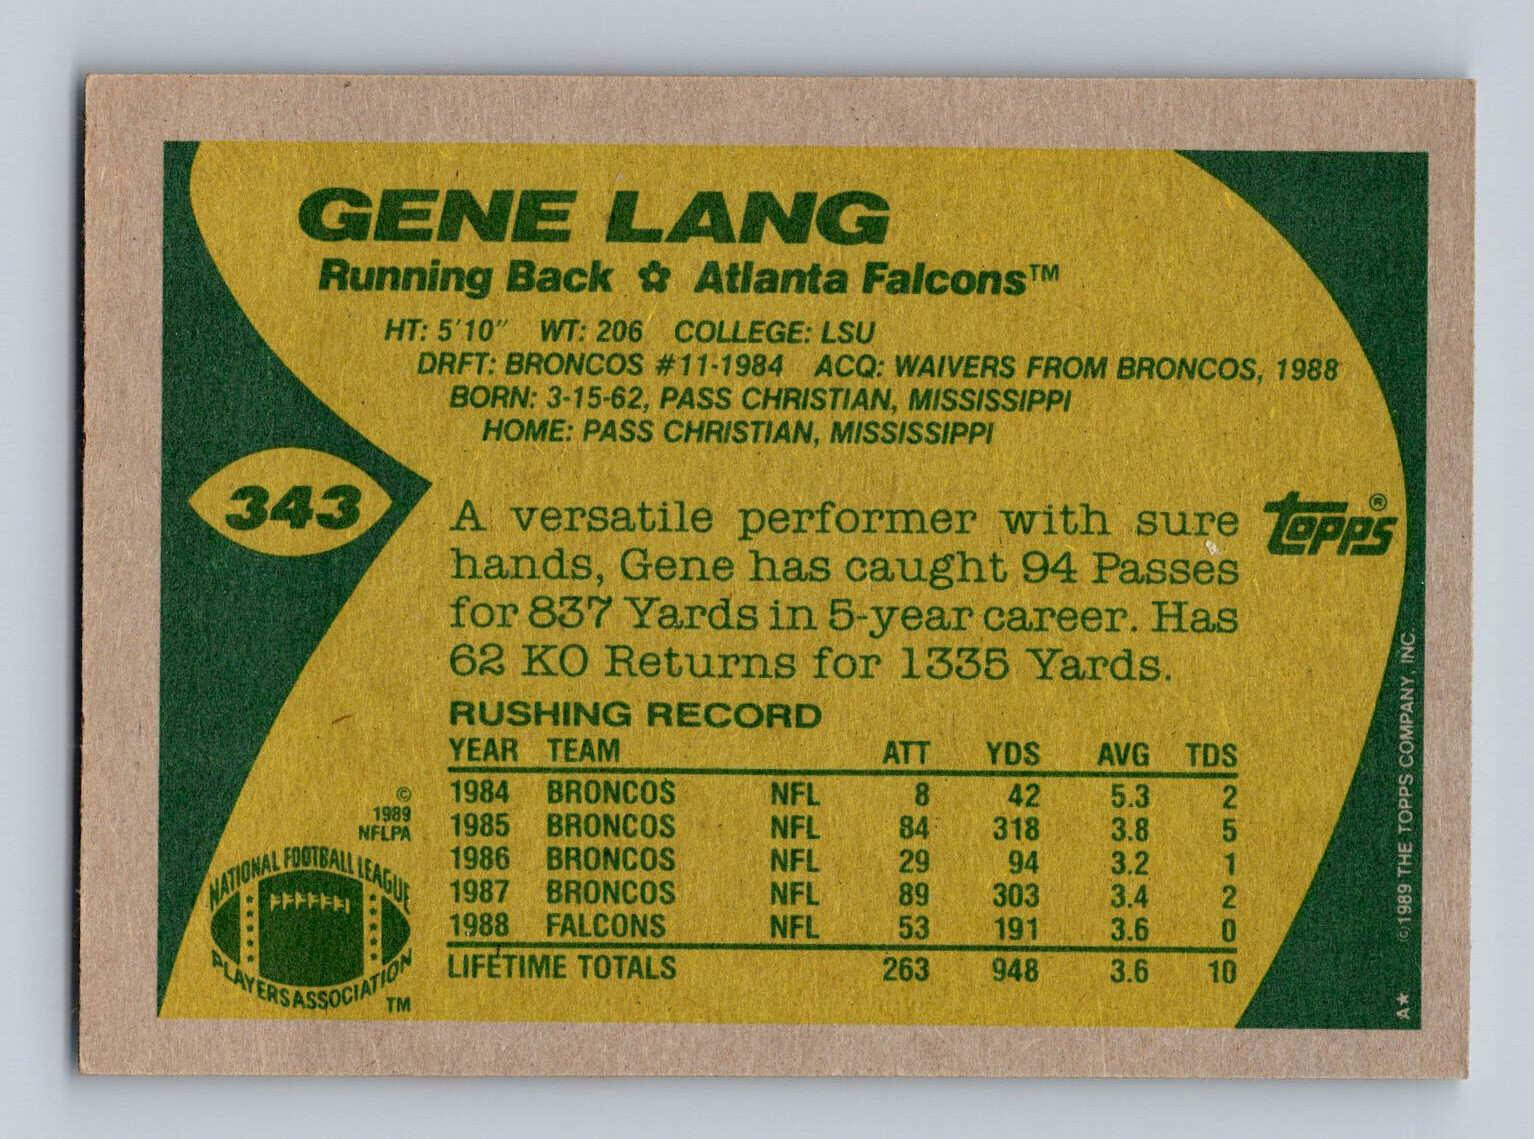 GENE LANG
Running Back ✿ Atlanta Falcons™
HT: 5'10" WT: 206 COLLEGE: LSU
DRFT: BRONCOS #11-1984 ACQ: WAIVERS FROM BRONCOS, 1988
BORN: 3-15-62, PASS CHRISTIAN, MISSISSIPPI
HOME: PASS CHRISTIAN, MISSISSIPPI
343
A versatile performer with sure
hands, Gene has caught 94 Passes
for 837 Yards in 5-year career. Has
62 KO Returns for 1335 Yards.
topps®
RUSHING RECORD
YEAR TEAM ATT YDS AVG TDS
1984 BRONCOS NFL 8 42 5.3 2
1985 BRONCOS NFL 84 318 3.8 5
1986 BRONCOS NFL 29 94 3.2 1
1987 BRONCOS NFL 89 303 3.4 2
1988 FALCONS NFL 53 191 3.6 0
LIFETIME TOTALS 263 948 3.6 10
©
1989
NFLPA
NATIONAL FOOTBALL LEAGUE
PLAYERS ASSOCIATION
TM
©1989 THE TOPPS COMPANY, INC.
A★